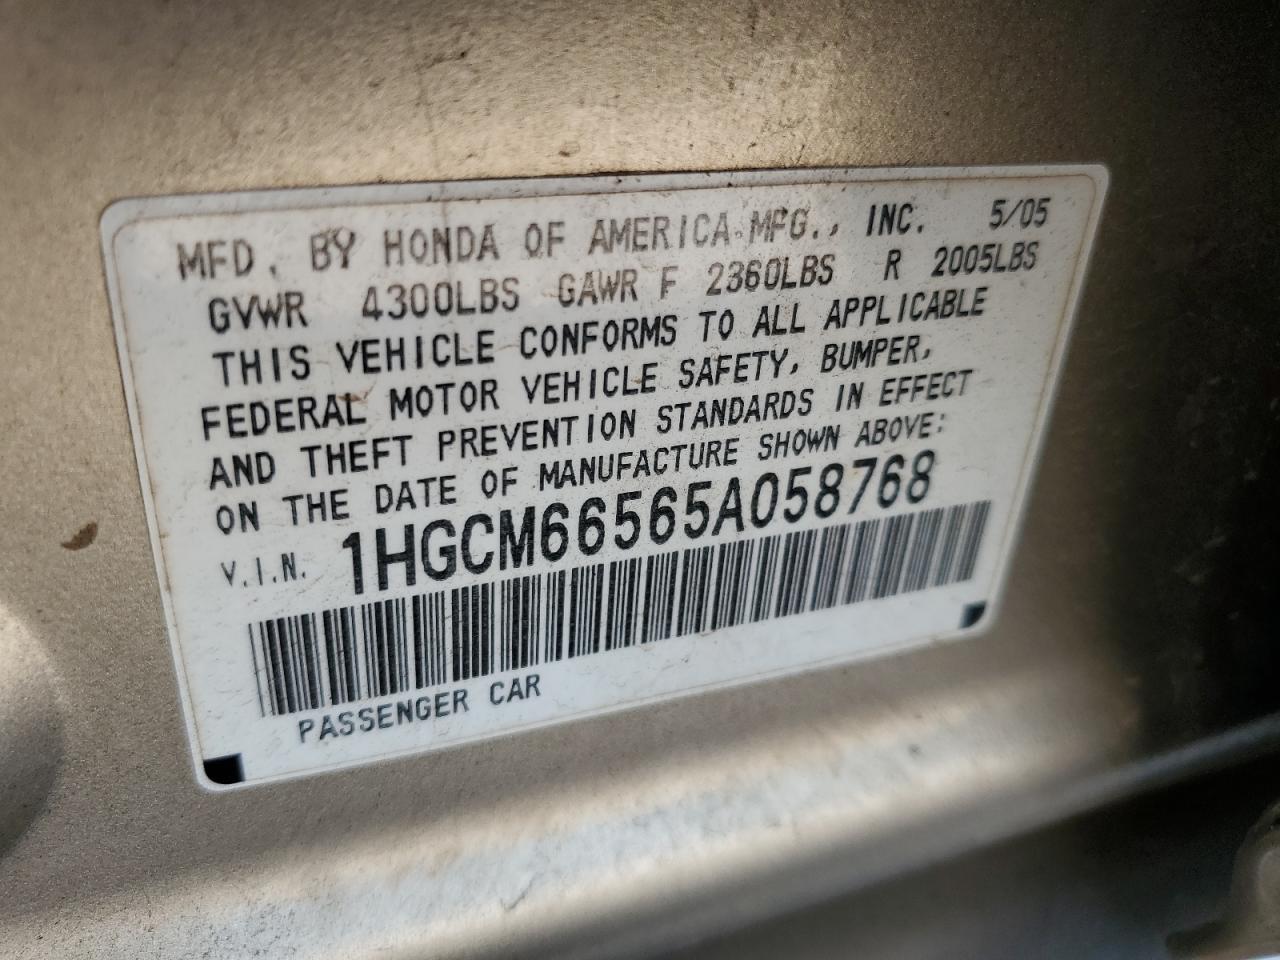 MFD. BY HONDA OF AMERICA MFG., INC. 5/05
GVWR 4300LBS GAWR F 2360LBS R 2005LBS
THIS VEHICLE CONFORMS TO ALL APPLICABLE
FEDERAL MOTOR VEHICLE SAFETY, BUMPER,
AND THEFT PREVENTION STANDARDS IN EFFECT
ON THE DATE OF MANUFACTURE SHOWN ABOVE:
V.I.N. 1HGCM66565A058768
PASSENGER CAR